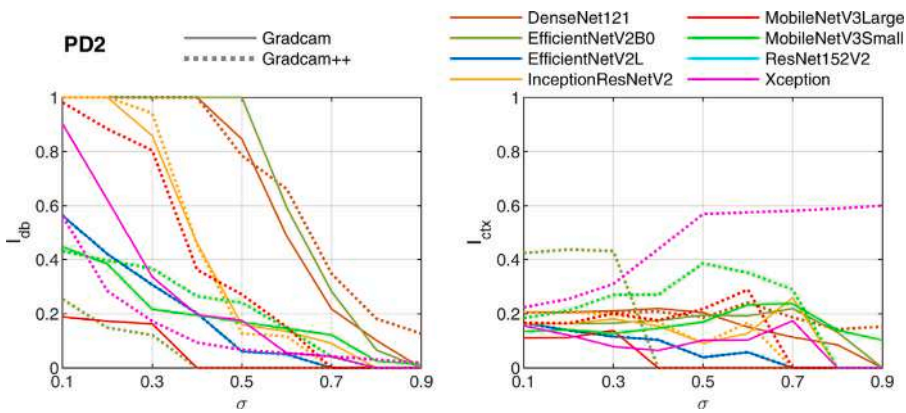 PD2
Gradcam
Gradcam++
DenseNet121
EfficientNetV2B0
EfficientNetV2L
InceptionResNetV2
MobileNetV3Large
MobileNetV3Small
ResNet152V2
Xception
1
0.8
0.6
0.4
0.2
0
I_db
0.1
0.3
0.5
0.7
0.9
σ
1
0.8
0.6
0.4
0.2
0
I_ctx
0.1
0.3
0.5
0.7
0.9
σ